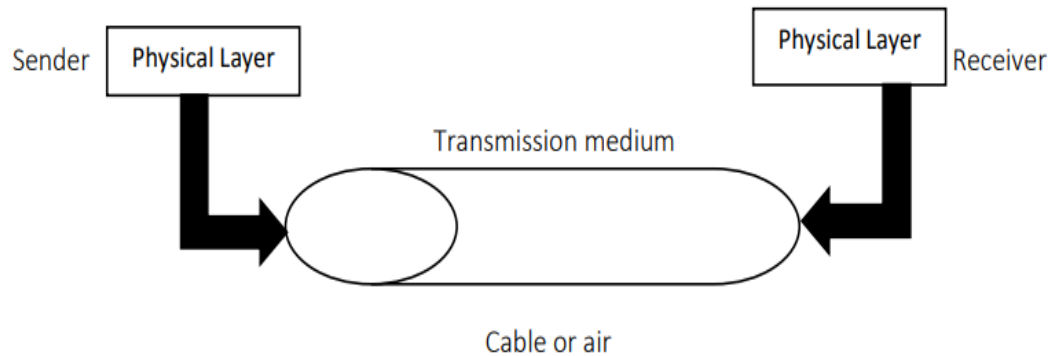 Sender
Physical Layer
Physical Layer
Receiver
Transmission medium
Cable or air